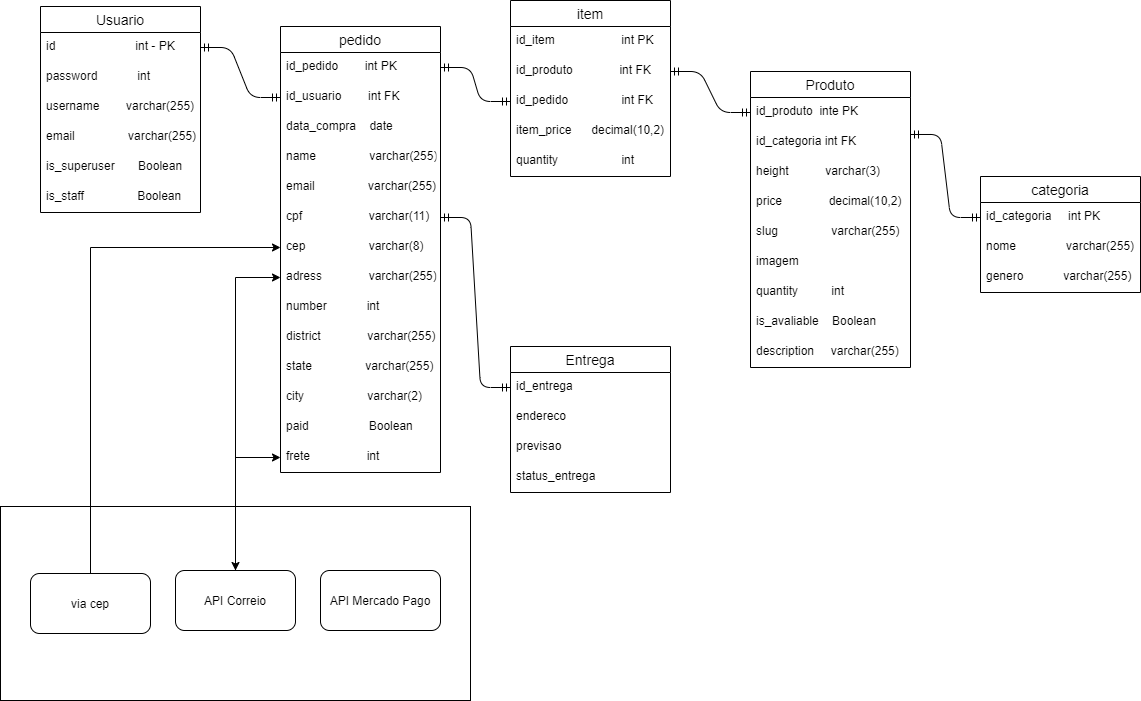 Usuario
id int - PK
password int
username varchar(255)
email varchar(255)
is_superuser Boolean
is_staff Boolean
pedido
id_pedido int PK
id_usuario int FK
data_compra date
name varchar(255)
email varchar(255)
cpf varchar(11)
cep varchar(8)
adress varchar(255)
number int
district varchar(255)
state varchar(255)
city varchar(2)
paid Boolean
frete int
item
id_item int PK
id_produto int FK
id_pedido int FK
item_price decimal(10,2)
quantity int
Entrega
id_entrega
endereco
previsao
status_entrega
Produto
id_produto inte PK
id_categoria int FK
height varchar(3)
price decimal(10,2)
slug varchar(255)
imagem
quantity int
is_avaliable Boolean
description varchar(255)
categoria
id_categoria int PK
nome varchar(255)
genero varchar(255)
via cep
API Correio
API Mercado Pago